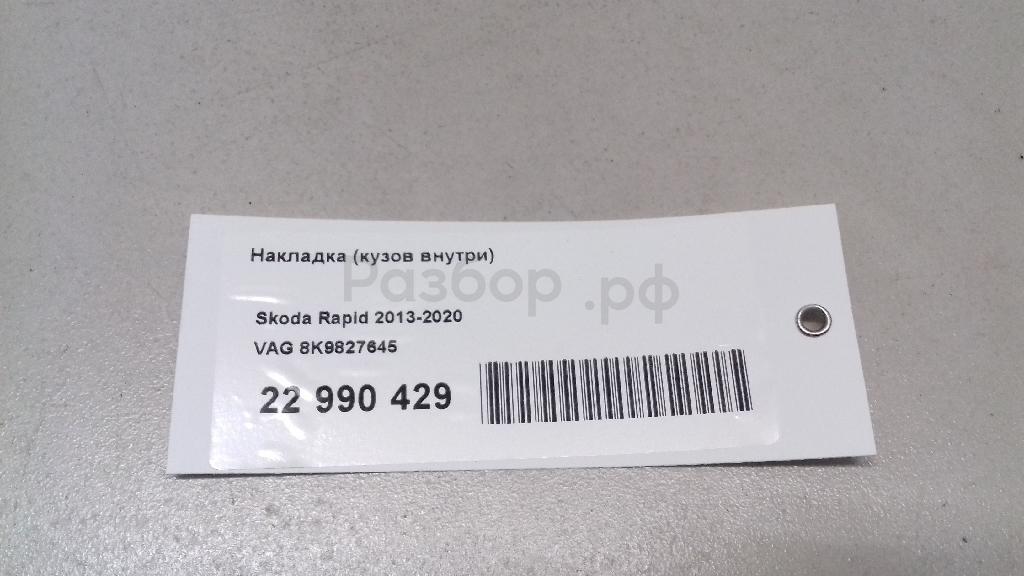 Накладка (кузов внутри)
Разбор.рф
Skoda Rapid 2013-2020
VAG 8K9827645
22 990 429